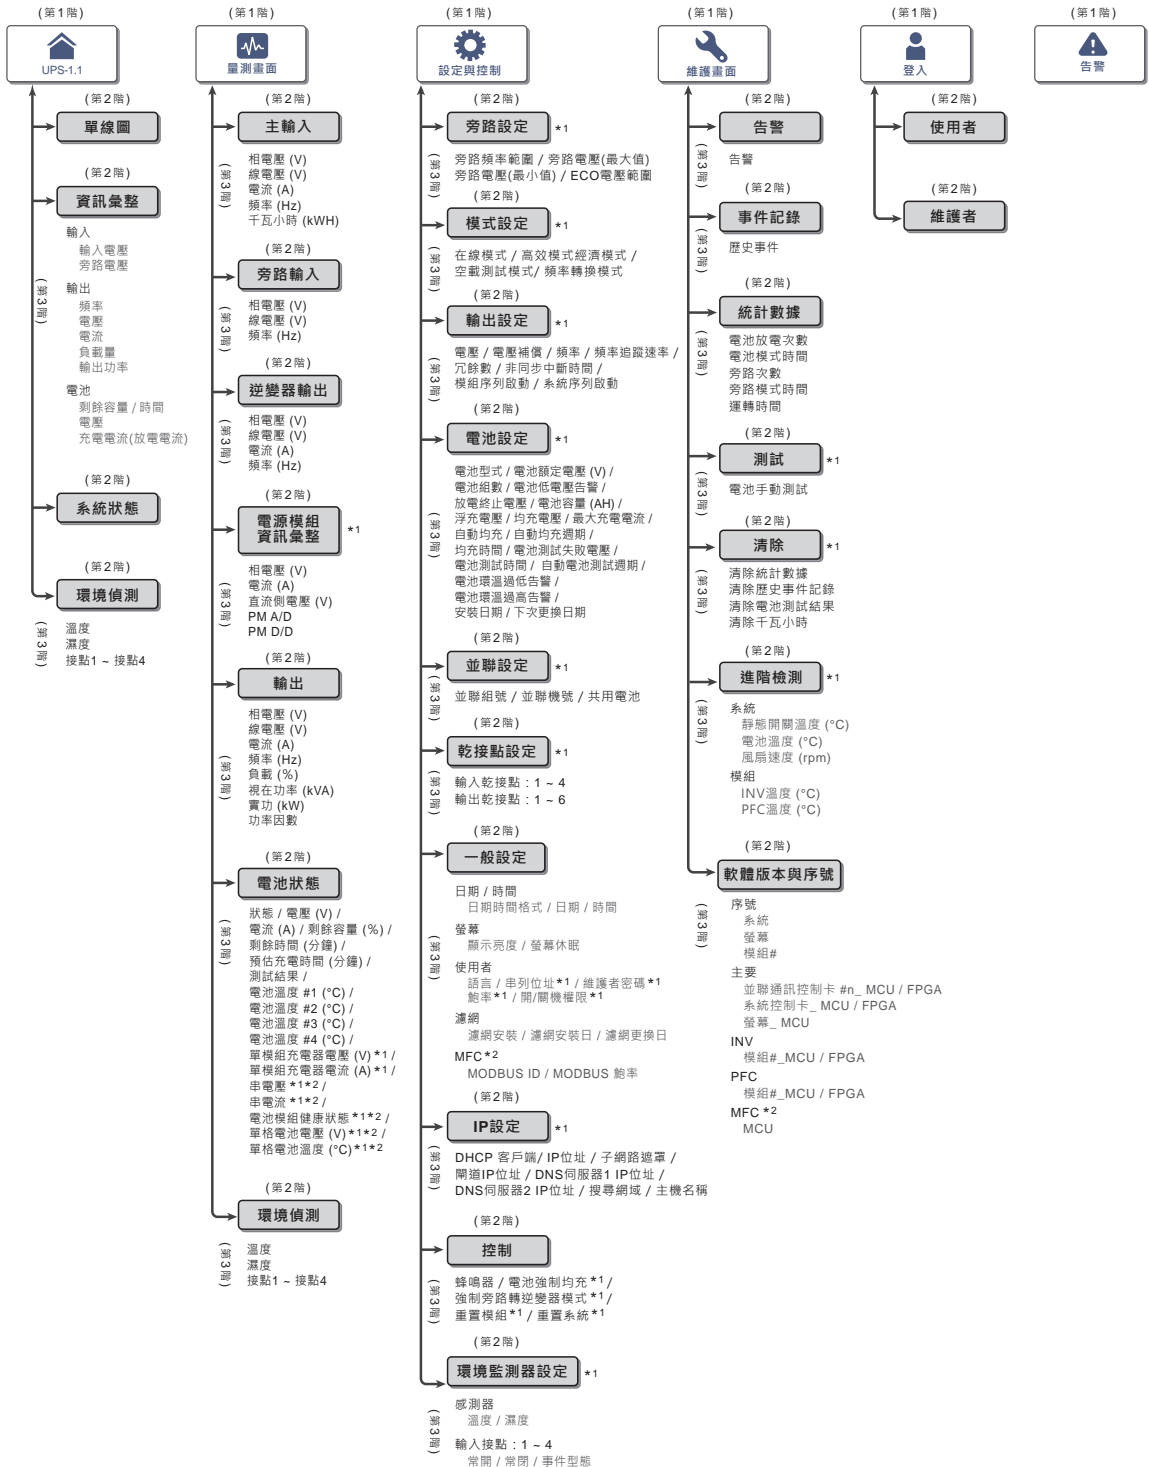 (第1階)
UPS-1.1
(第2階)
單線圖
(第2階)
資訊彙整
(第3階)
輸入
輸入電壓
旁路電壓
輸出
頻率
電壓
電流
負載量
輸出功率
電池
剩餘容量 / 時間
電壓
充電電流(放電電流)
(第2階)
系統狀態
(第2階)
環境偵測
(第3階)
溫度
濕度
接點1 ~ 接點4
(第1階)
量測畫面
(第2階)
主輸入
(第3階)
相電壓 (V)
線電壓 (V)
電流 (A)
頻率 (Hz)
千瓦小時 (kWH)
(第2階)
旁路輸入
(第3階)
相電壓 (V)
線電壓 (V)
頻率 (Hz)
(第2階)
逆變器輸出
(第3階)
相電壓 (V)
線電壓 (V)
電流 (A)
頻率 (Hz)
(第2階)
電源模組
資訊彙整 *1
(第3階)
相電壓 (V)
電流 (A)
直流側電壓 (V)
PM A/D
PM D/D
(第2階)
輸出
(第3階)
相電壓 (V)
線電壓 (V)
電流 (A)
頻率 (Hz)
負載 (%)
視在功率 (kVA)
實功 (kW)
功率因數
(第2階)
電池狀態
(第3階)
狀態 / 電壓 (V) /
電流 (A) / 剩餘容量 (%) /
剩餘時間 (分鐘) /
預估充電時間 (分鐘) /
測試結果 /
電池溫度 #1 (°C) /
電池溫度 #2 (°C) /
電池溫度 #3 (°C) /
電池溫度 #4 (°C) /
單模組充電器電壓 (V) *1 /
單模組充電器電流 (A) *1 /
串電壓 *1*2 /
串電流 *1*2 /
電池模組健康狀態 *1*2 /
單格電池電壓 (V) *1*2 /
單格電池溫度 (°C) *1*2
(第2階)
環境偵測
(第3階)
溫度
濕度
接點1 ~ 接點4
(第1階)
設定與控制
(第2階)
旁路設定 *1
(第3階)
旁路頻率範圍 / 旁路電壓(最大值)
旁路電壓(最小值) / ECO電壓範圍
(第2階)
模式設定 *1
(第3階)
在線模式 / 高效模式經濟模式 /
空載測試模式/ 頻率轉換模式
(第2階)
輸出設定 *1
(第3階)
電壓 / 電壓補償 / 頻率 / 頻率追蹤速率 /
冗餘數 / 非同步中斷時間 /
模組序列啟動 / 系統序列啟動
(第2階)
電池設定 *1
(第3階)
電池型式 / 電池額定電壓 (V) /
電池組數 / 電池低電壓告警 /
放電終止電壓 / 電池容量 (AH) /
浮充電壓 / 均充電壓 / 最大充電電流 /
自動均充 / 自動均充週期 /
均充時間 / 電池測試失敗電壓 /
電池測試時間 / 自動電池測試週期 /
電池環溫過低告警 /
電池環溫過高告警 /
安裝日期 / 下次更換日期
(第2階)
並聯設定 *1
(第3階)
並聯組號 / 並聯機號 / 共用電池
(第2階)
乾接點設定 *1
(第3階)
輸入乾接點 : 1 ~ 4
輸出乾接點 : 1 ~ 6
(第2階)
一般設定
(第3階)
日期 / 時間
日期時間格式 / 日期 / 時間
螢幕
顯示亮度 / 螢幕休眠
使用者
語言 / 串列位址*1 / 維護者密碼*1
鮑率*1 / 開/關機權限*1
濾網
濾網安裝 / 濾網安裝日 / 濾網更換日
MFC*2
MODBUS ID / MODBUS 鮑率
(第2階)
IP設定 *1
(第3階)
DHCP 客戶端/ IP位址 / 子網路遮罩 /
閘道IP位址 / DNS伺服器1 IP位址 /
DNS伺服器2 IP位址 / 搜尋網域 / 主機名稱
(第2階)
控制
(第3階)
蜂鳴器 / 電池強制均充*1 /
強制旁路轉逆變器模式*1 /
重置模組*1 / 重置系統*1
(第2階)
環境監測器設定 *1
(第3階)
感測器
溫度 / 濕度
輸入接點 : 1 ~ 4
常開 / 常閉 / 事件型態
(第1階)
維護畫面
(第2階)
告警
(第3階)
告警
(第2階)
事件記錄
(第3階)
歷史事件
(第2階)
統計數據
(第3階)
電池放電次數
電池模式時間
旁路次數
旁路模式時間
運轉時間
(第2階)
測試 *1
(第3階)
電池手動測試
(第2階)
清除 *1
(第3階)
清除統計數據
清除歷史事件記錄
清除電池測試結果
清除千瓦小時
(第2階)
進階檢測 *1
(第3階)
系統
靜態開關溫度 (°C)
電池溫度 (°C)
風扇速度 (rpm)
模組
INV溫度 (°C)
PFC溫度 (°C)
(第2階)
軟體版本與序號
(第3階)
序號
系統
螢幕
模組#
主要
並聯通訊控制卡 #n_ MCU / FPGA
系統控制卡_ MCU / FPGA
螢幕_ MCU
INV
模組#_MCU / FPGA
PFC
模組#_MCU / FPGA
MFC *2
MCU
(第1階)
登入
(第2階)
使用者
(第2階)
維護者
(第1階)
告警